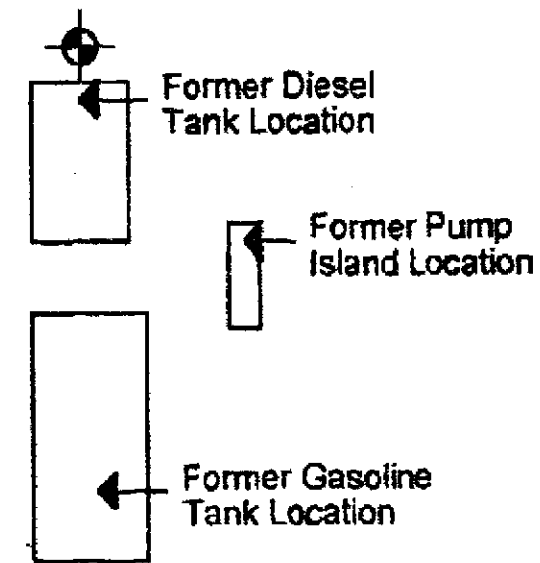 Former Diesel
Tank Location
Former Pump
Island Location
Former Gasoline
Tank Location